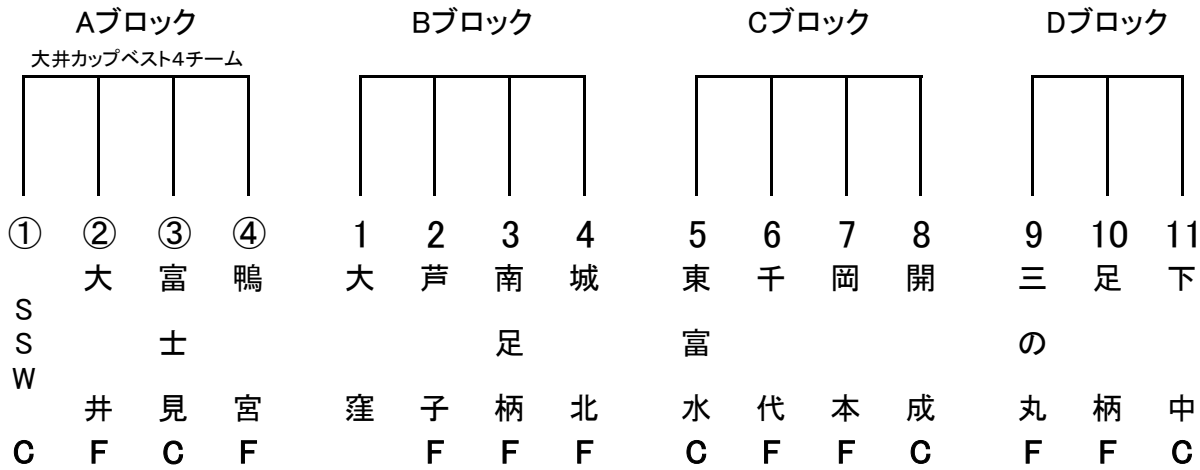 Aブロック
大井カップベスト4チーム
① SSW C
② 大井 F
③ 富士見 C
④ 鴨宮 F
Bブロック
1 大窪
2 芦子 F
3 南足柄 F
4 城北 F
Cブロック
5 東富水 C
6 千代 F
7 岡本 F
8 開成 C
Dブロック
9 三の丸 F
10 足柄 F
11 下中 C